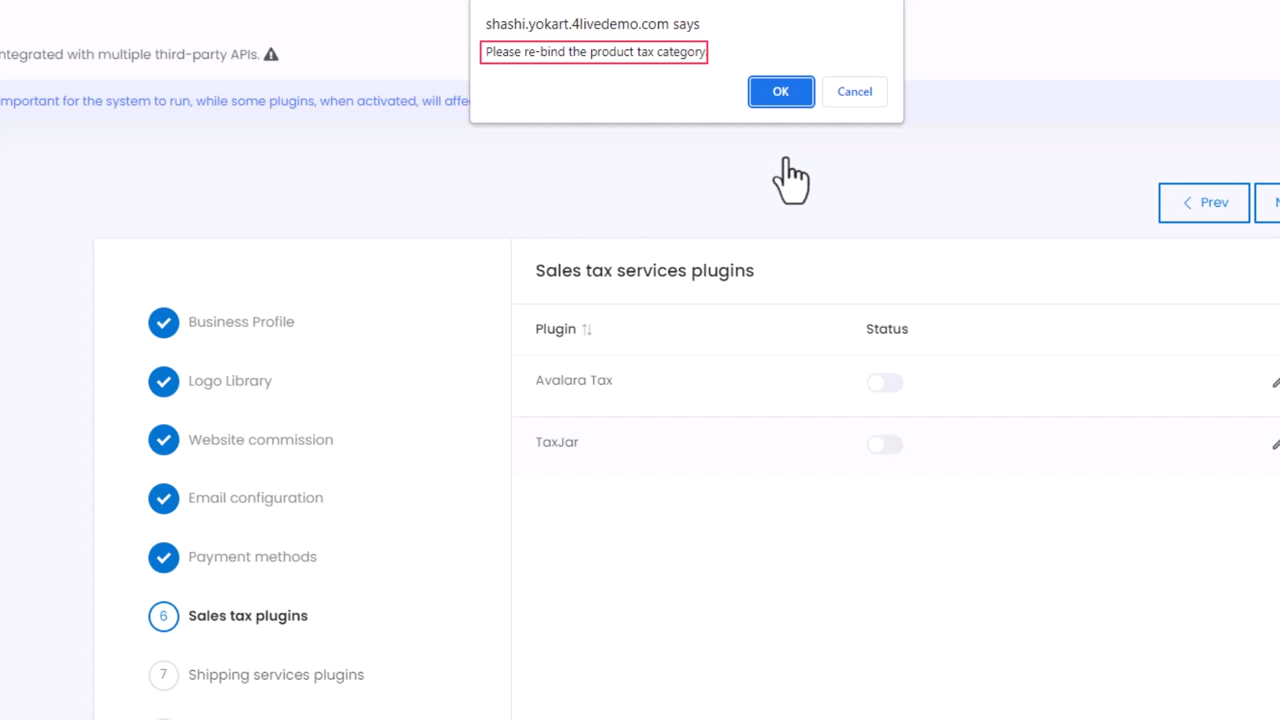 shashi.yokart.4livedemo.com says
Please re-bind the product tax category
OK
Cancel
ntegrated with multiple third-party APIs.
mportant for the system to run, while some plugins, when activated, will affe
Prev
Sales tax services plugins
Plugin
Status
Avalara Tax
TaxJar
Business Profile
Logo Library
Website commission
Email configuration
Payment methods
6 Sales tax plugins
7 Shipping services plugins